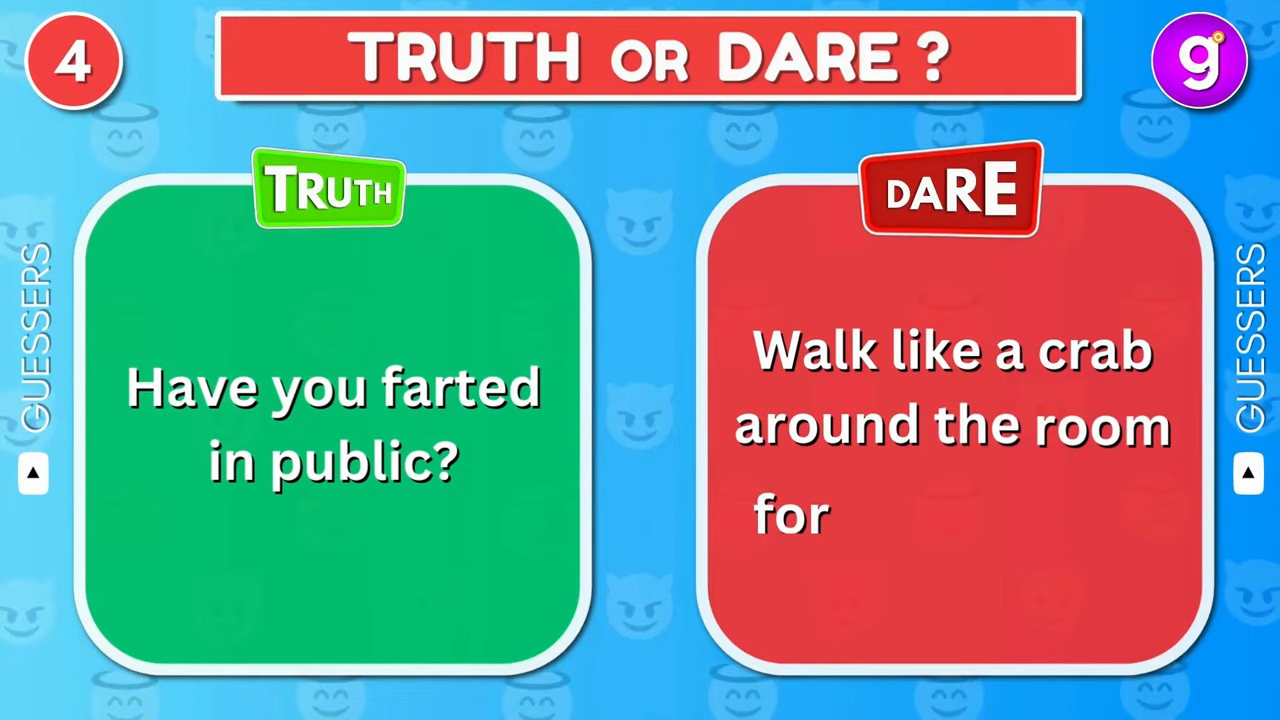 4
TRUTH OR DARE ?
g
TRUTH
DARE
Have you farted
in public?
Walk like a crab
around the room
for
GUESSERS
GUESSERS